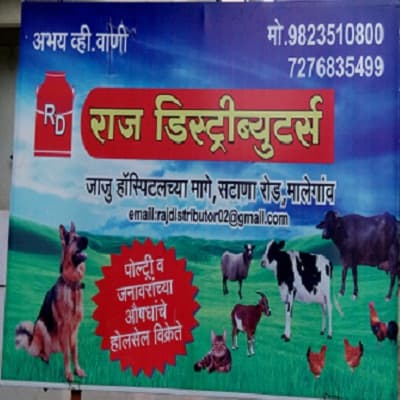 अभय व्ही.वाणी
मो.9823510800
7276835499
RD
राज डिस्ट्रीब्युटर्स
जाजु हॉस्पिटलच्या मागे,सटाणा रोड,मालेगांव
email:rajdistributor02@gmail.com
पोल्ट्री व
जनावरांच्या
औषधांचे
होलसेल विक्रेते